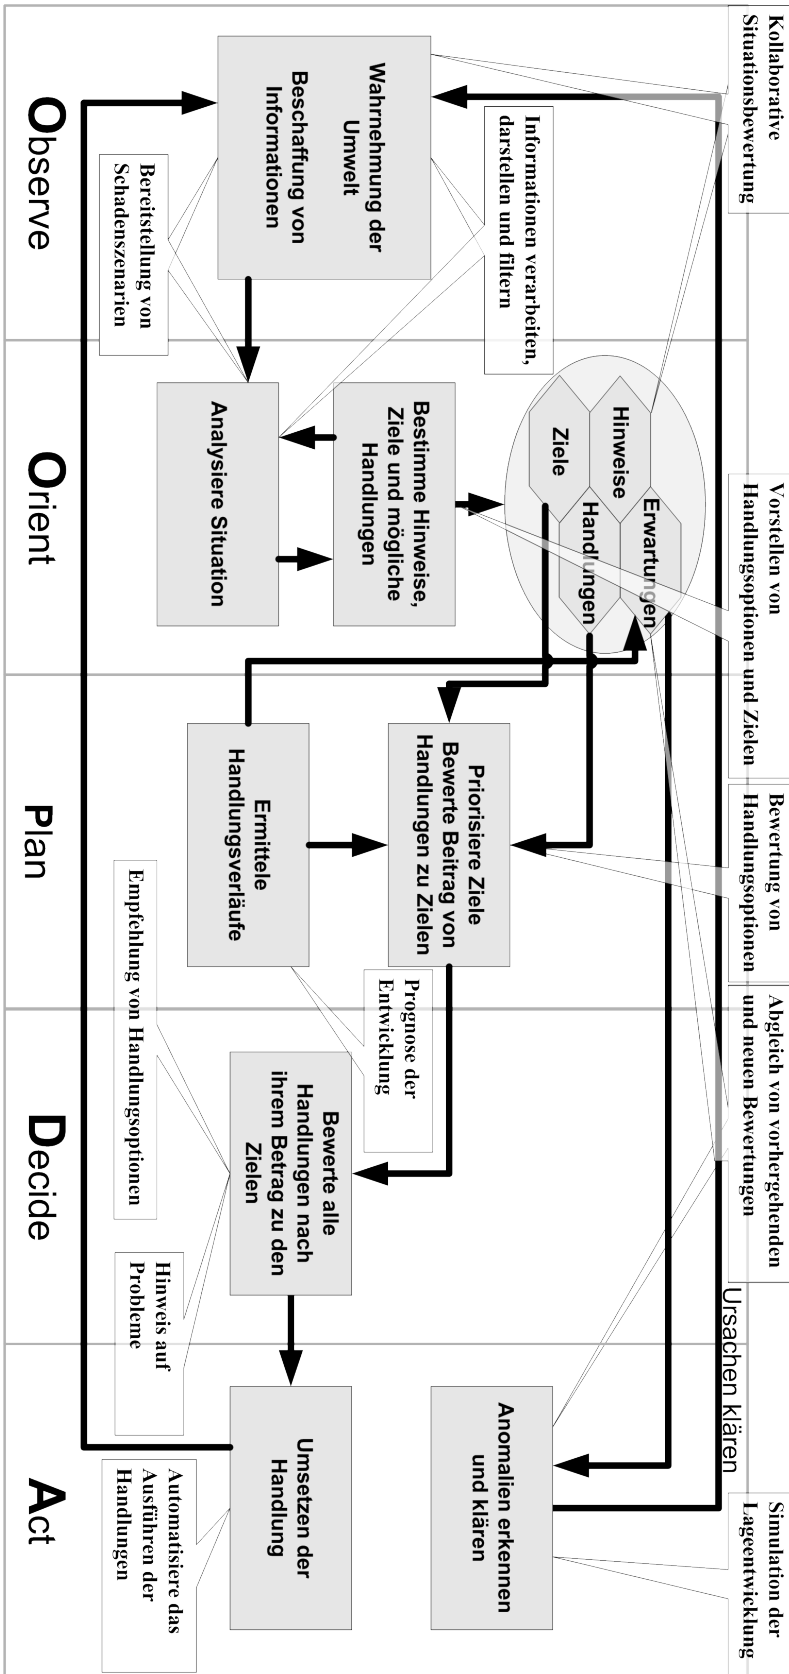 Kollaborative
Situationsbewertung
Vorstellen von
Handlungsoptionen und Zielen
Bewertung von
Handlungsoptionen
Abgleich von vorhergehenden
und neuen Bewertungen
Simulation der
Lageentwicklung
Ursachen klären
Informationen verarbeiten,
darstellen und filtern
Wahrnehmung der
Umwelt
Beschaffung von
Informationen
Bereitstellung von
Schadenszenarien
Erwartungen
Hinweise
Handlungen
Ziele
Bestimme Hinweise,
Ziele und mögliche
Handlungen
Analysiere Situation
Priorisiere Ziele
Bewerte Beitrag von
Handlungen zu Zielen
Ermittele
Handlungsverläufe
Prognose der
Entwicklung
Empfehlung von Handlungsoptionen
Bewerte alle
Handlungen nach
ihrem Betrag zu den
Zielen
Hinweis auf
Probleme
Anomalien erkennen
und klären
Umsetzen der
Handlung
Automatisiere das
Ausführen der
Handlungen
Observe
Orient
Plan
Decide
Act